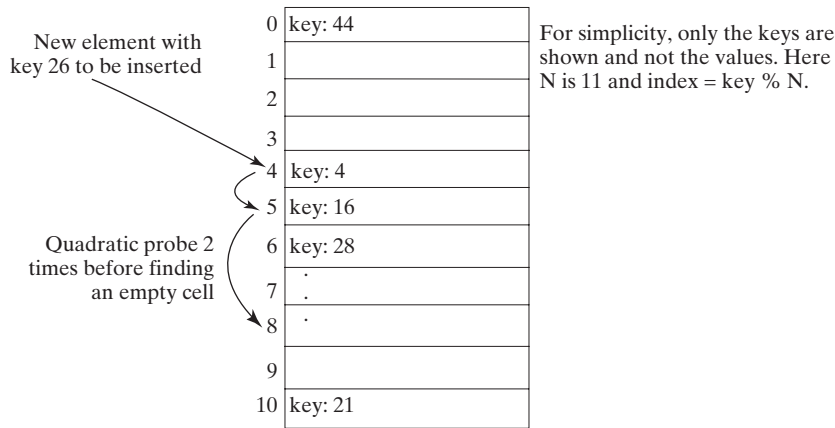 New element with
key 26 to be inserted
0 key: 44
1
2
3
4 key: 4
5 key: 16
6 key: 28
7 .
.
8 .
9
10 key: 21
Quadratic probe 2
times before finding
an empty cell
For simplicity, only the keys are
shown and not the values. Here
N is 11 and index = key % N.